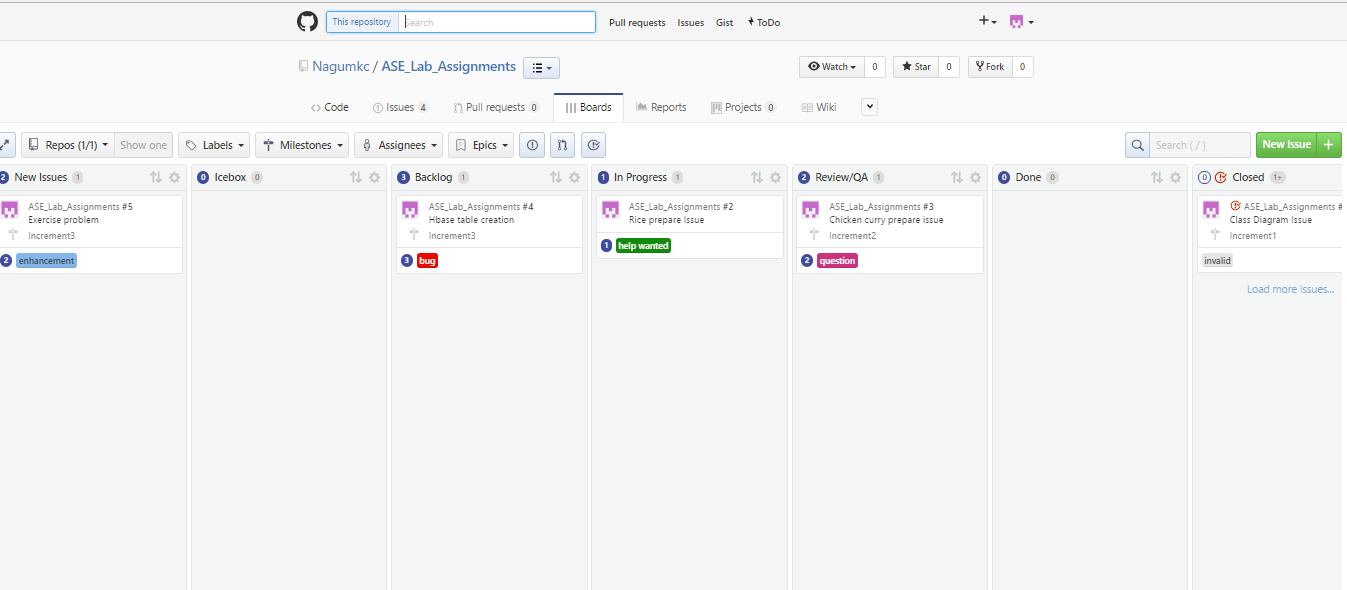 This repository Search Pull requests Issues Gist ToDo
Nagumkc / ASE_Lab_Assignments Watch 0 Star 0 Fork 0
Code Issues 4 Pull requests 0 Boards Reports Projects 0 Wiki
Repos (1/1) Show one Labels Milestones Assignees Epics Search ( / ) New Issue +
2 New Issues 1
ASE_Lab_Assignments #5
Exercise problem
Increment3
2 enhancement
0 Icebox 0
3 Backlog 1
ASE_Lab_Assignments #4
Hbase table creation
Increment3
3 bug
1 In Progress 1
ASE_Lab_Assignments #2
Rice prepare Issue
1 help wanted
2 Review/QA 1
ASE_Lab_Assignments #3
Chicken curry prepare issue
Increment2
2 question
0 Done 0
0 Closed 1+
ASE_Lab_Assignments #
Class Diagram Issue
Increment1
invalid
Load more issues...